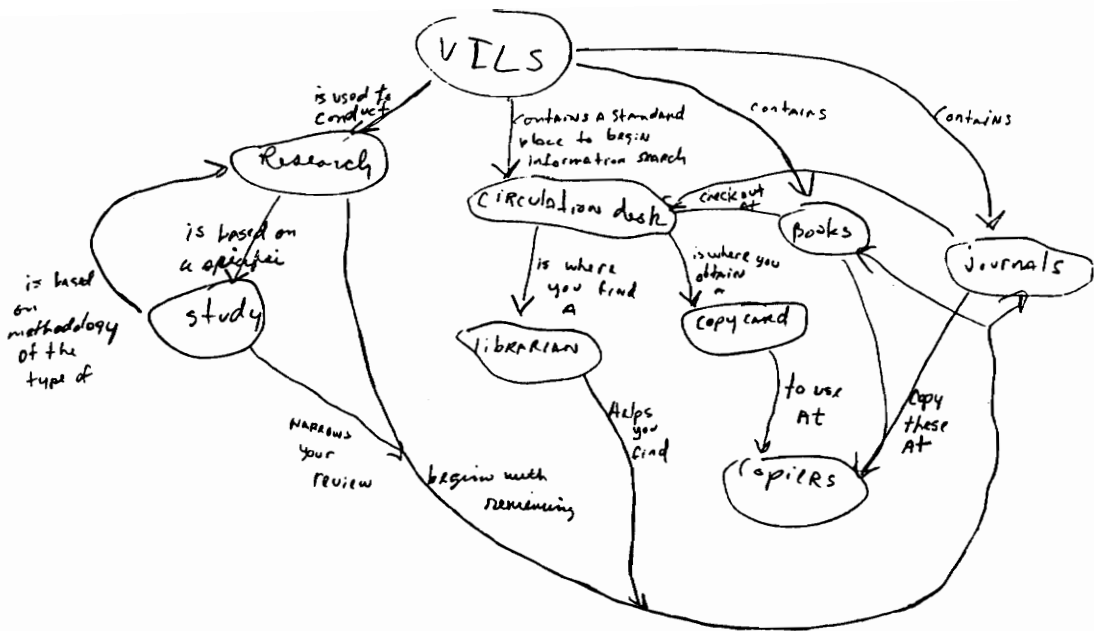 VILS
is used to
conduct
contains a standard
place to begin
information search
contains
contains
Research
circulation desk
checkout
At
Books
Journals
is based on
a specific
is where
you find
A
is where you
obtain
a
is based
on
methodology
of the
type of
study
copy card
librarian
to use
At
Copy
these
At
Helps
you
find
NARROWS
your
review
begin with
reviewing
Copiers